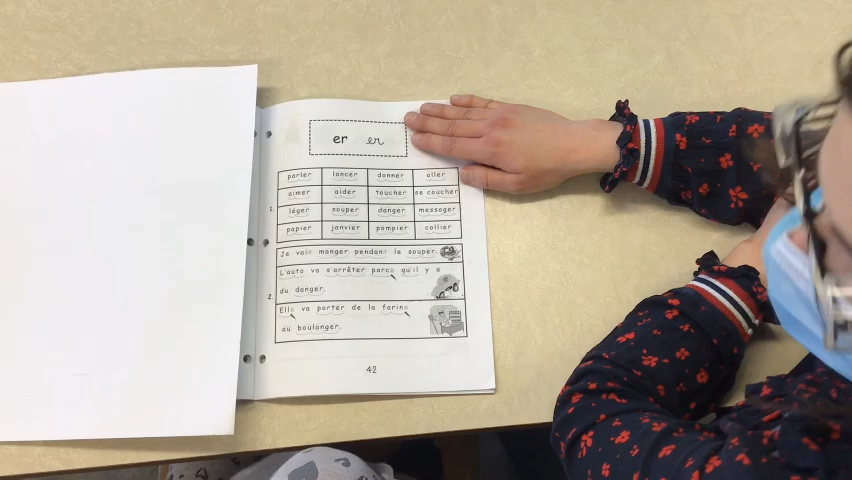 er er
1.
parler lancer donner aller
aimer aider toucher se coucher
léger souper danger messager
papier janvier pompier collier
2.
Je vais manger pendant le souper.
L'auto va s'arrêter parce qu'il y a
du danger.
Elle va porter de la farine
au boulanger.
42